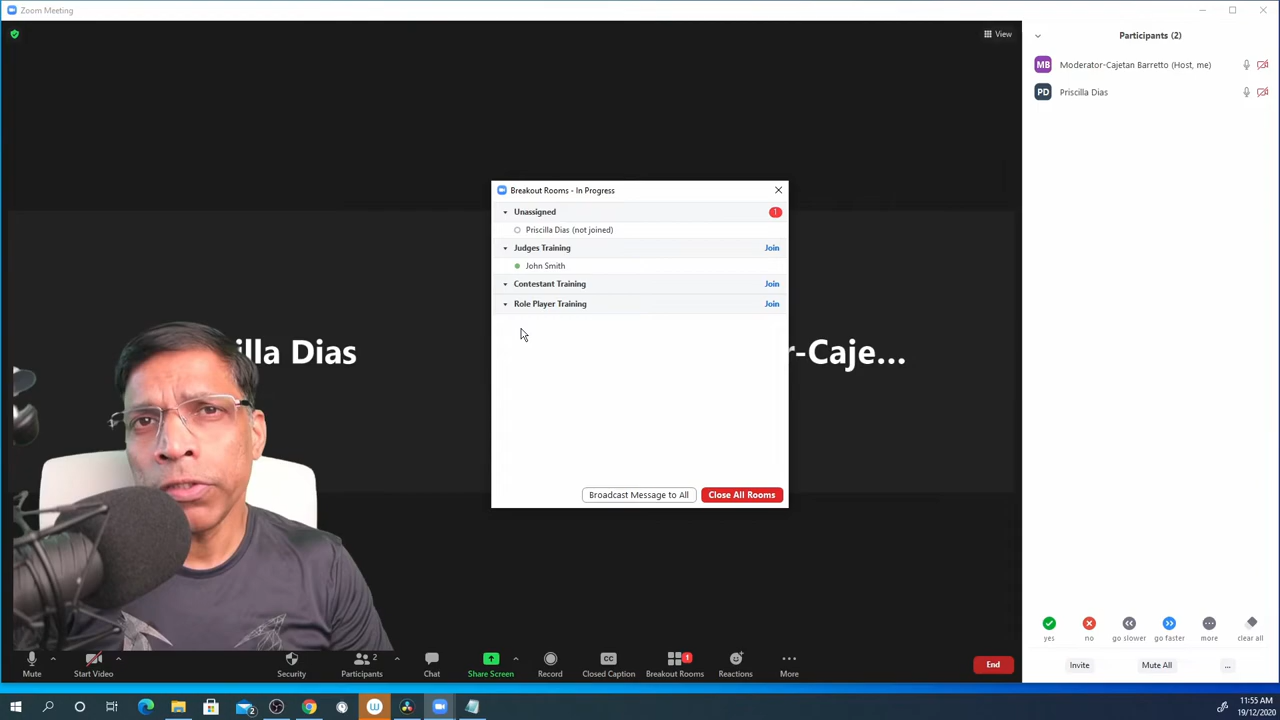 Zoom Meeting
View
Participants (2)
MB Moderator-Cajetan Barretto (Host, me)
PD Priscilla Dias
Breakout Rooms - In Progress
Unassigned 1
Priscilla Dias (not joined)
Judges Training Join
John Smith
Contestant Training Join
Role Player Training Join
illa Dias
r-Caje...
Broadcast Message to All Close All Rooms
yes no go slower go faster more clear all
Mute Start Video Security Participants 2 Chat Share Screen Record CC Closed Caption Breakout Rooms 1 Reactions More End
Invite Mute All ...
2
11:55 AM
19/12/2020